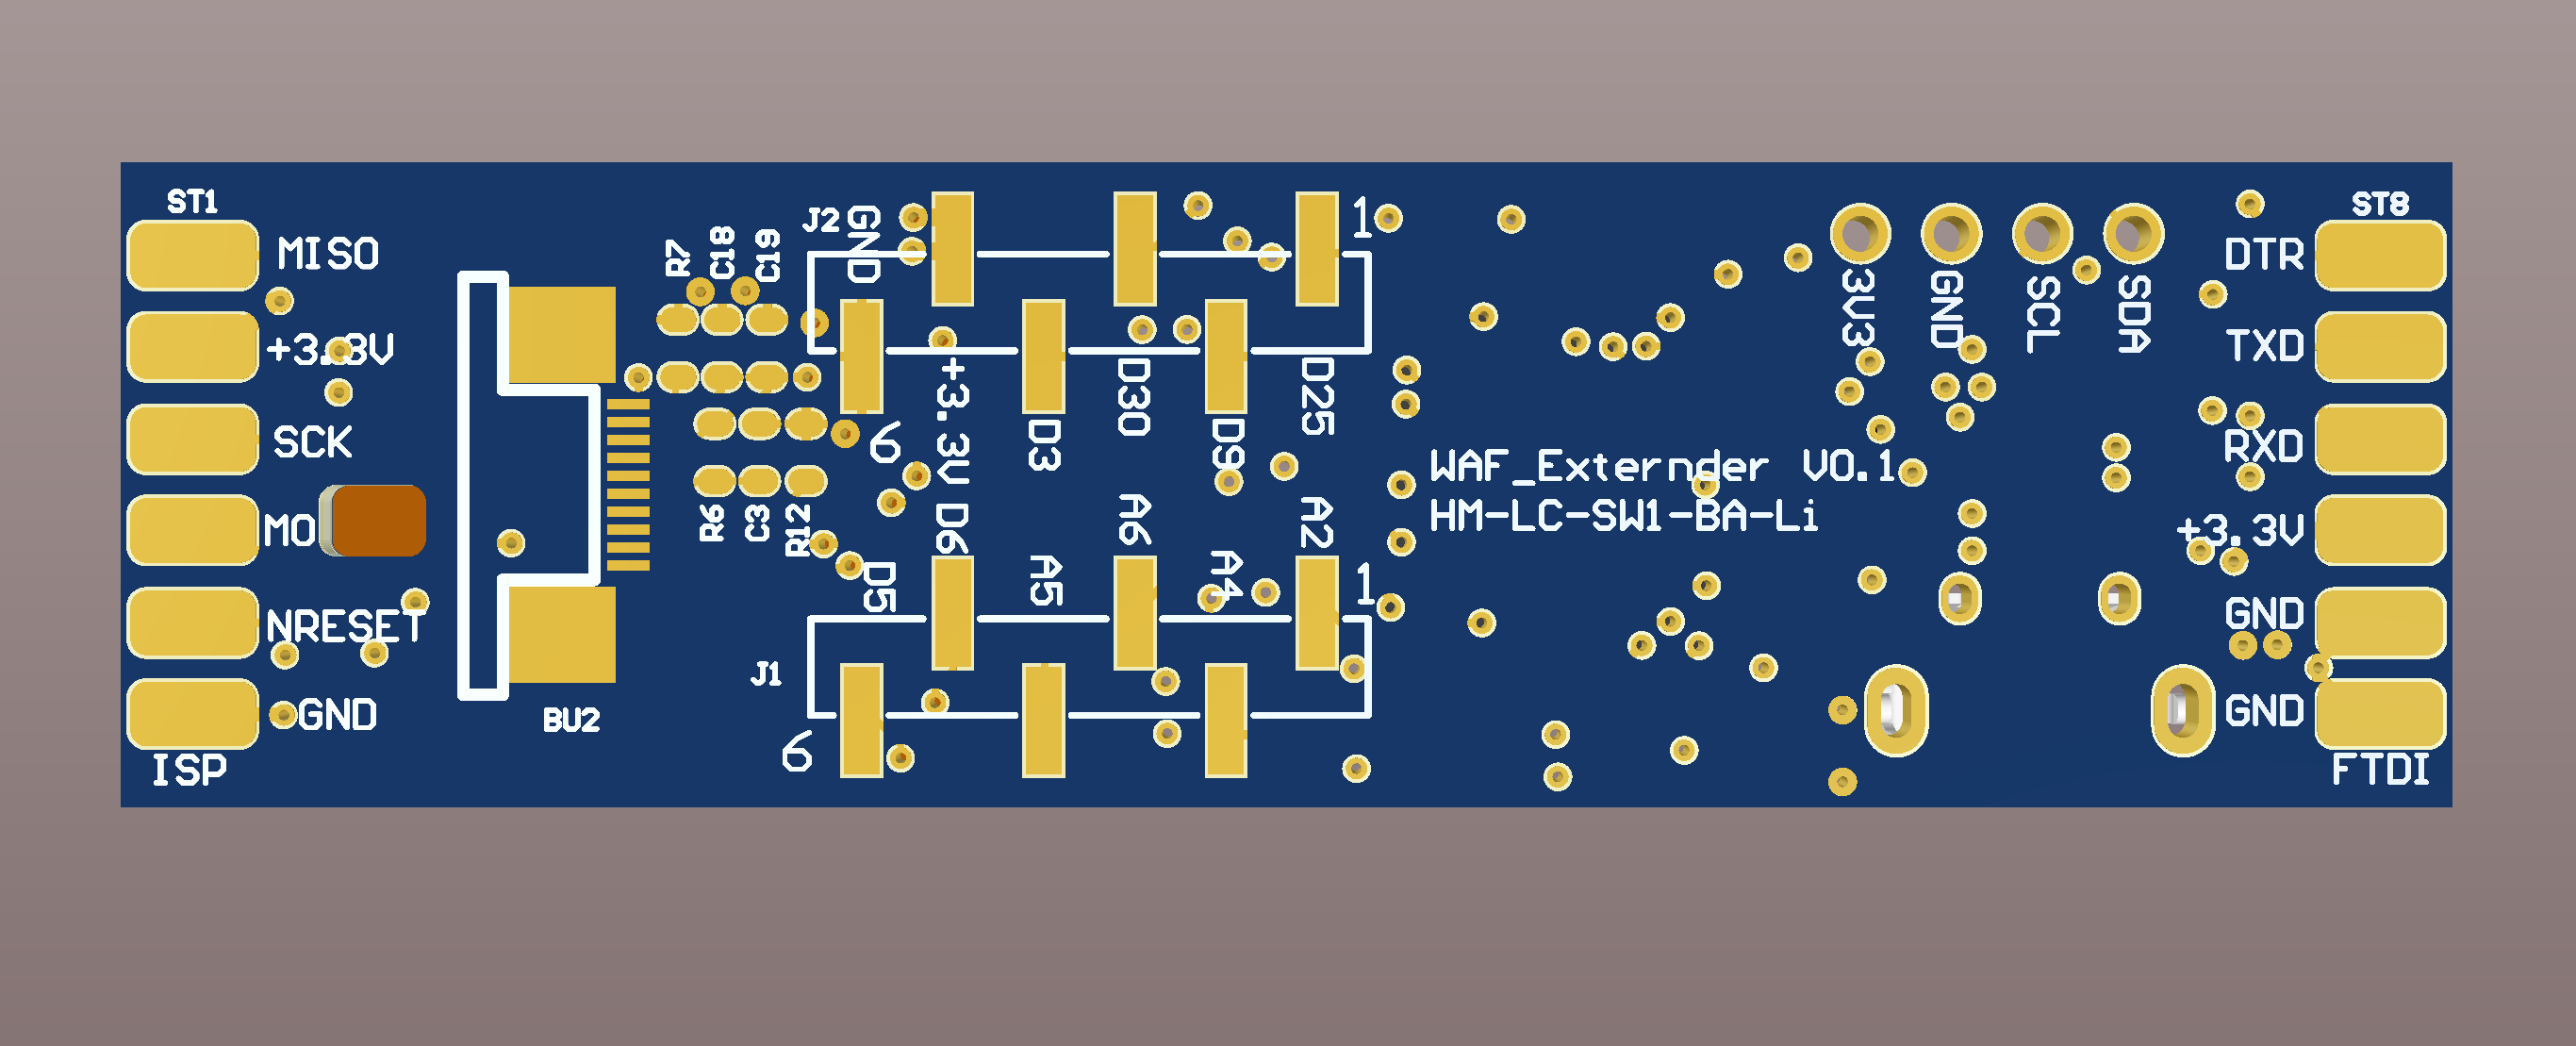 ST1
MISO
+3.3V
SCK
MO
NRESET
GND
ISP
BU2
R7
C18
C19
R6
C3
R12
J2
GND
1
6
+3.3V
D3
D30
D9
D25
D5
D6
A5
A6
A4
A2
1
J1
6
WAF_Externder V0.1
HM-LC-SW1-BA-Li
3V3
GND
SCL
SDA
ST8
DTR
TXD
RXD
+3.3V
GND
GND
FTDI